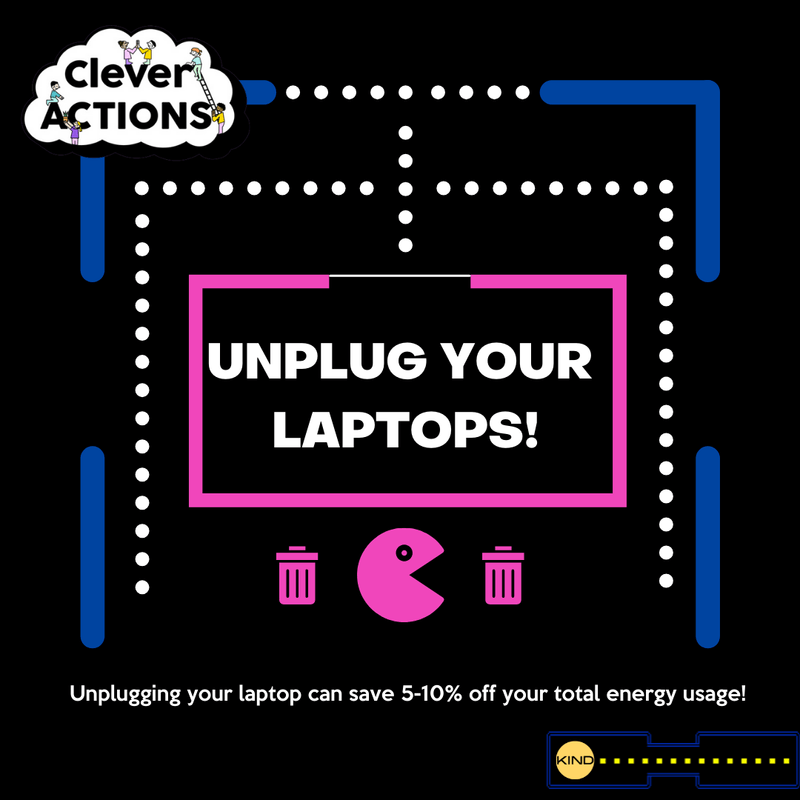 Clever
ACTIONS
UNPLUG YOUR
LAPTOPS!
Unplugging your laptop can save 5-10% off your total energy usage!
KIND